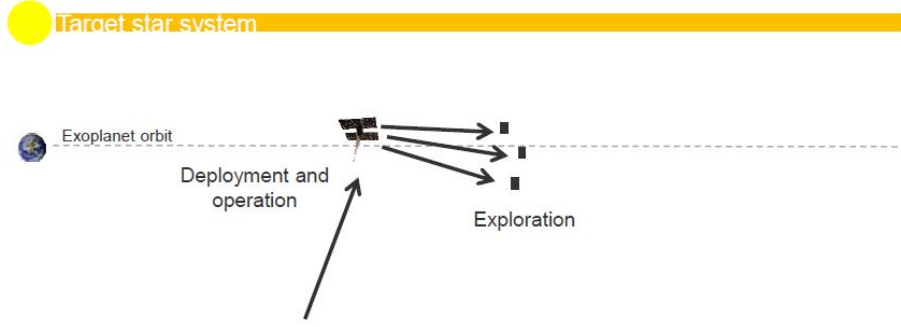 Target star system
Exoplanet orbit
Deployment and
operation
Exploration